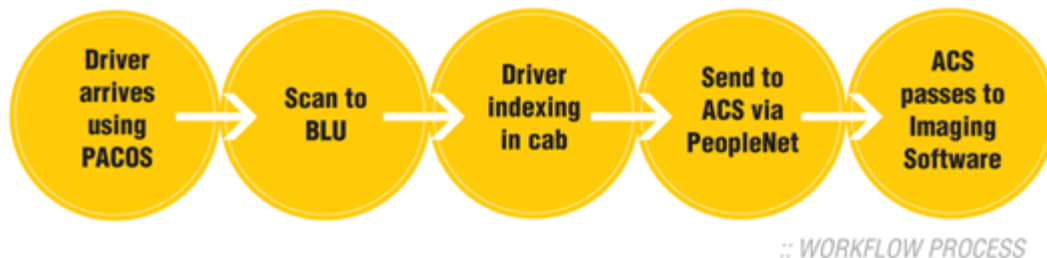 Driver
arrives
using
PACOS
Scan to
BLU
Driver
indexing
in cab
Send to
ACS via
PeopleNet
ACS
passes to
Imaging
Software
:: WORKFLOW PROCESS